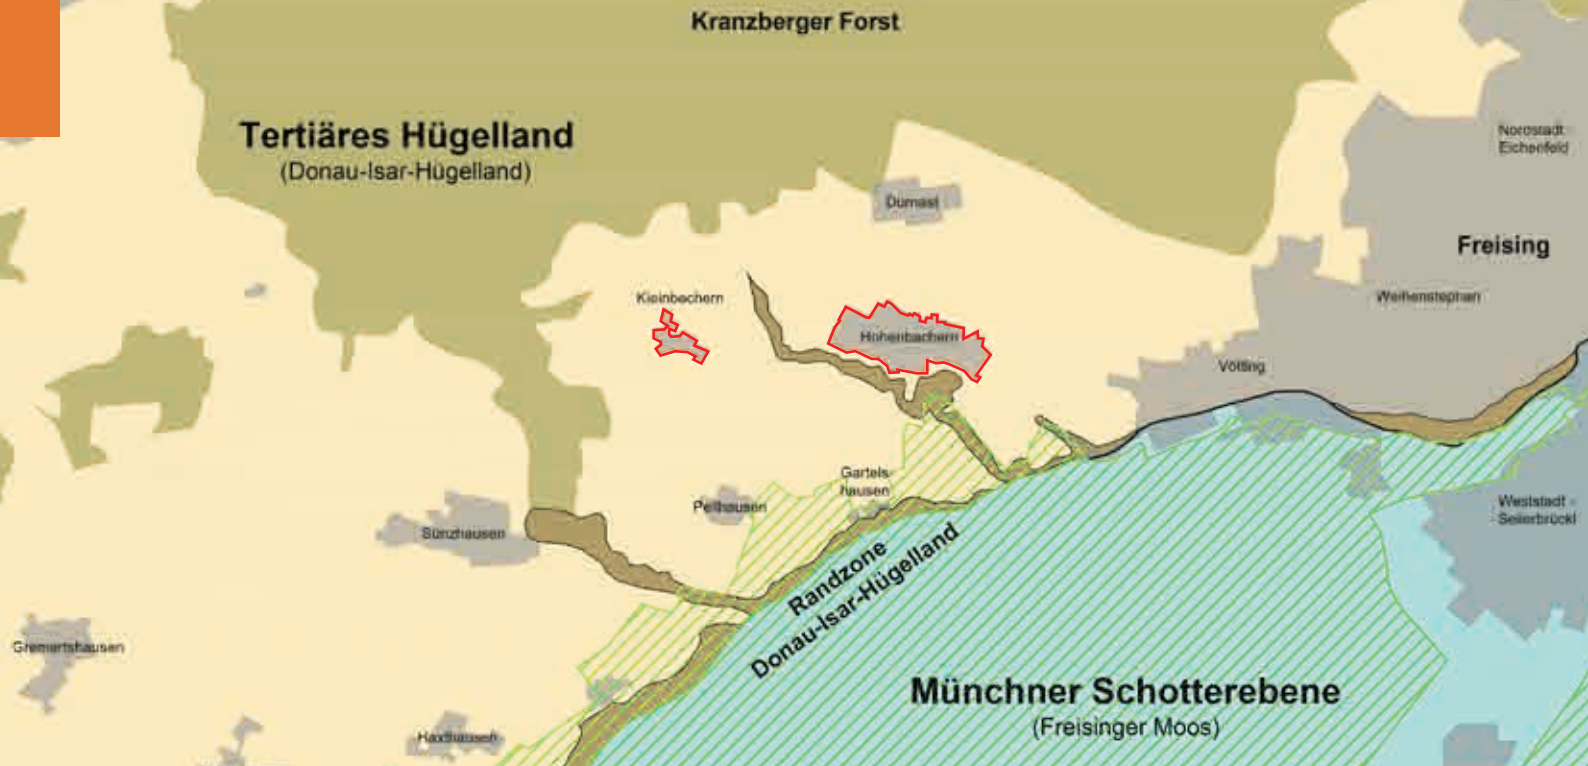 Kranzberger Forst
Tertiäres Hügelland
(Donau-Isar-Hügelland)
Nordstadt
Eichenfeld
Dürnast
Freising
Kleinbachern
Weihenstephan
Hohenbachern
Vötting
Gartels
hausen
Pellhausen
Weststadt -
Seilerbrückl
Sünzhausen
Randzone
Donau-Isar-Hügelland
Gremertshausen
Münchner Schotterebene
(Freisinger Moos)
Haxthausen